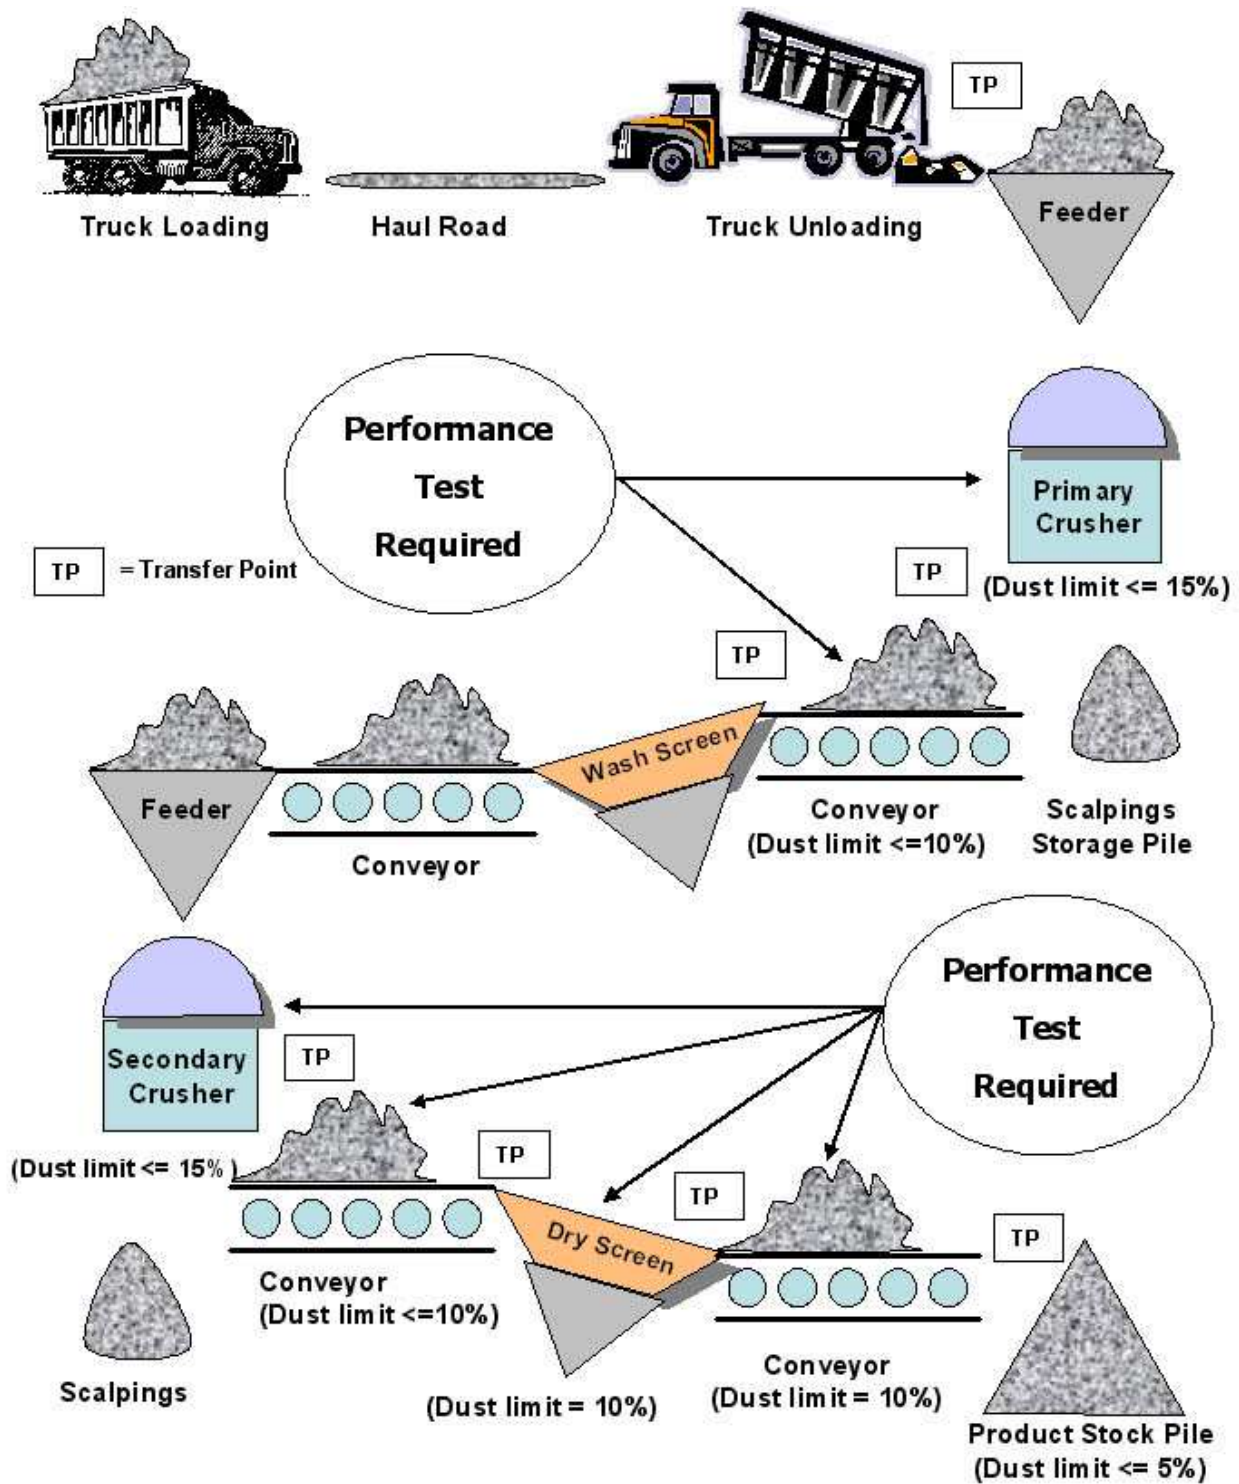 TP
Feeder
Truck Loading
Haul Road
Truck Unloading
Performance
Test
Required
Primary
Crusher
TP
= Transfer Point
TP
(Dust limit <= 15%)
TP
Wash Screen
Feeder
Conveyor
Conveyor
(Dust limit <=10%)
Scalpings
Storage Pile
Performance
Test
Required
Secondary
Crusher
TP
(Dust limit <= 15%)
TP
TP
TP
Dry Screen
Conveyor
(Dust limit <=10%)
Scalpings
(Dust limit = 10%)
Conveyor
(Dust limit = 10%)
Product Stock Pile
(Dust limit <= 5%)